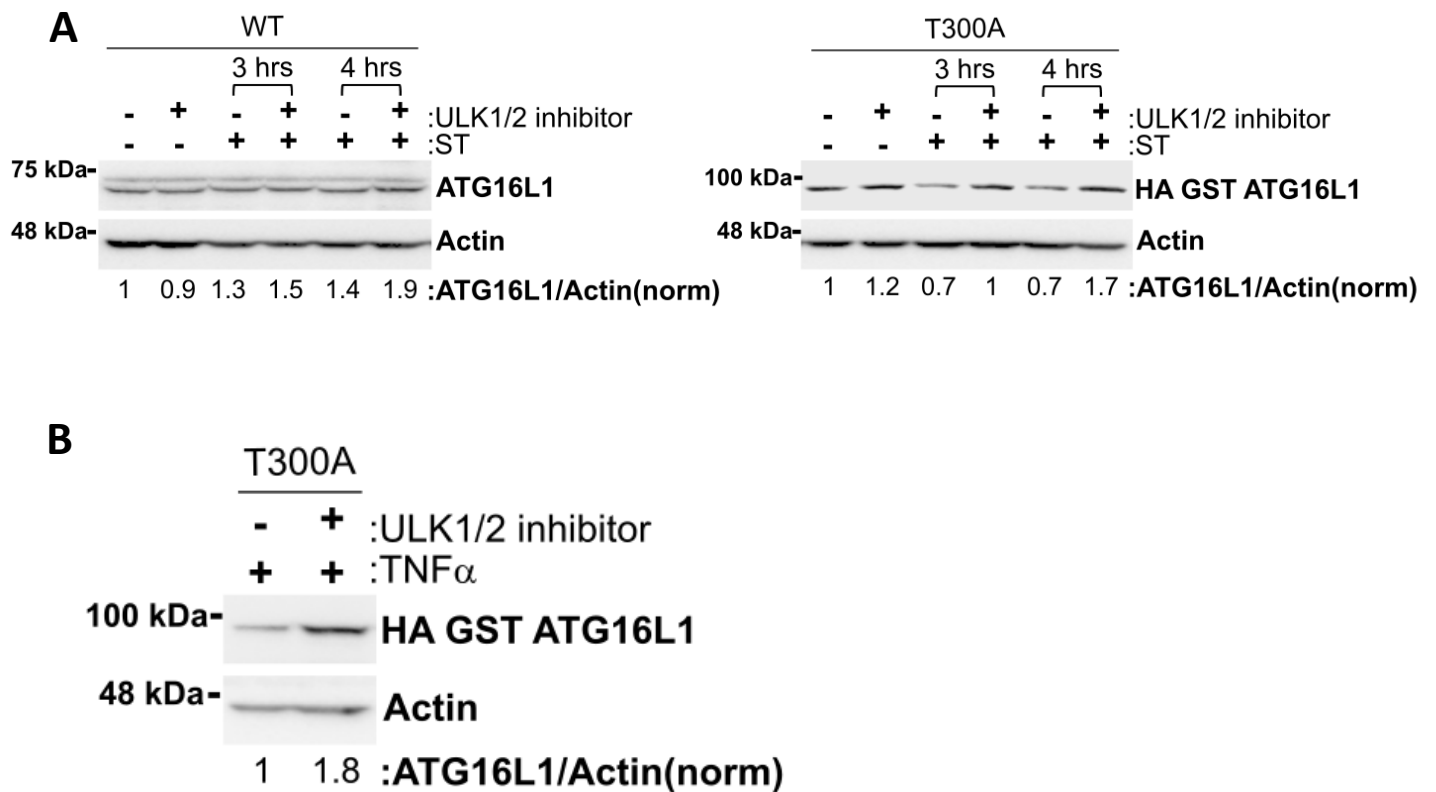 A
WT
3 hrs 4 hrs
- + - + - + :ULK1/2 inhibitor
- - + + + + :ST
75 kDa-
ATG16L1
48 kDa-
Actin
1 0.9 1.3 1.5 1.4 1.9 :ATG16L1/Actin(norm)
T300A
3 hrs 4 hrs
- + - + - + :ULK1/2 inhibitor
- - + + + + :ST
100 kDa-
HA GST ATG16L1
48 kDa-
Actin
1 1.2 0.7 1 0.7 1.7 :ATG16L1/Actin(norm)
B
T300A
- + :ULK1/2 inhibitor
+ + :TNFα
100 kDa-
HA GST ATG16L1
48 kDa-
Actin
1 1.8 :ATG16L1/Actin(norm)